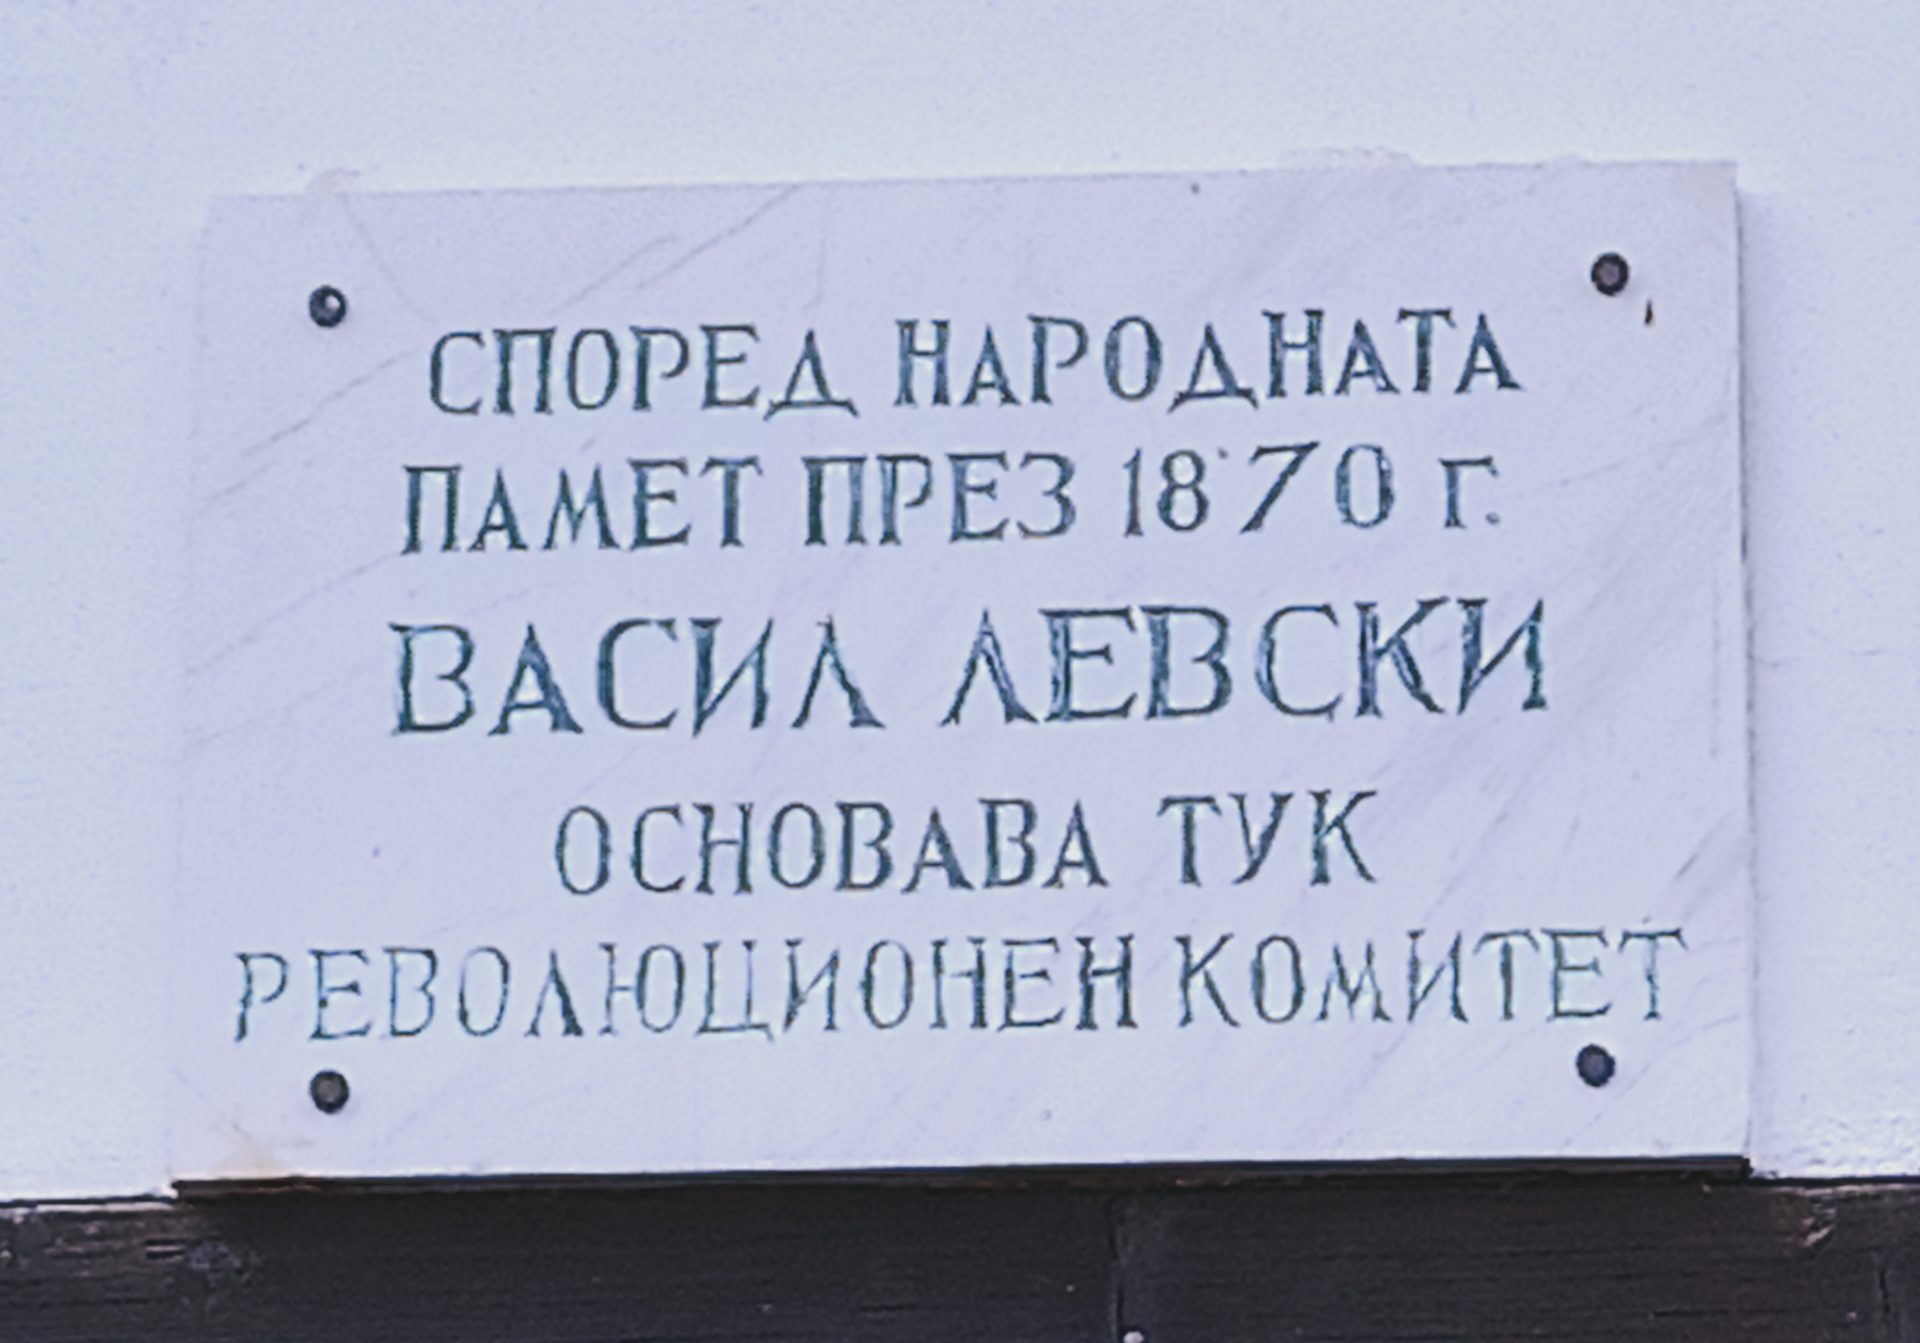 СПОРЕД НАРОДНАТА
ПАМЕТ ПРЕЗ 1870 г.
ВАСИЛ ЛЕВСКИ
ОСНОВАВА ТУК
РЕВОЛЮЦИОНЕН КОМИТЕТ